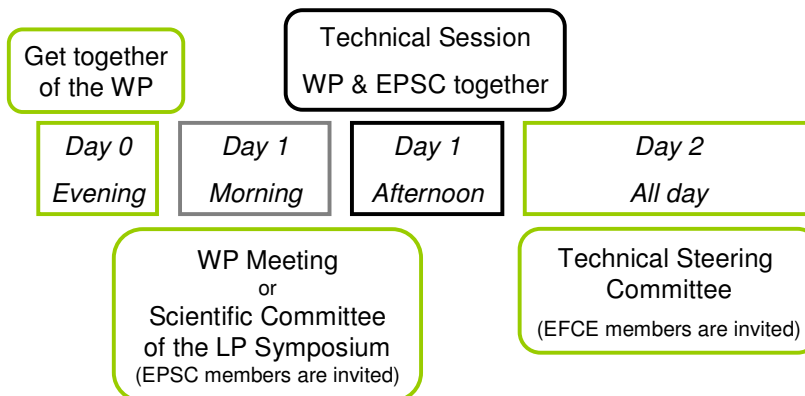 Get together
of the WP
Technical Session
WP & EPSC together
Day 0
Evening
Day 1
Morning
Day 1
Afternoon
Day 2
All day
WP Meeting
or
Scientific Committee
of the LP Symposium
(EPSC members are invited)
Technical Steering
Committee
(EFCE members are invited)